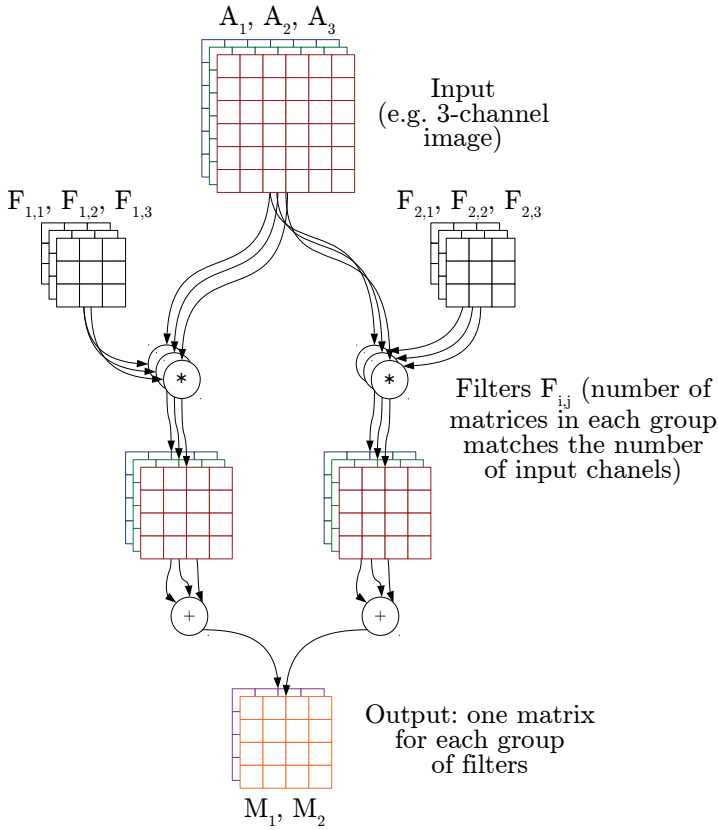 A₁, A₂, A₃
Input
(e.g. 3-channel
image)
F₁,₁, F₁,₂, F₁,₃
F₂,₁, F₂,₂, F₂,₃
*
*
Filters Fᵢ,ⱼ (number of
matrices in each group
matches the number
of input chanels)
+
+
Output: one matrix
for each group
of filters
M₁, M₂